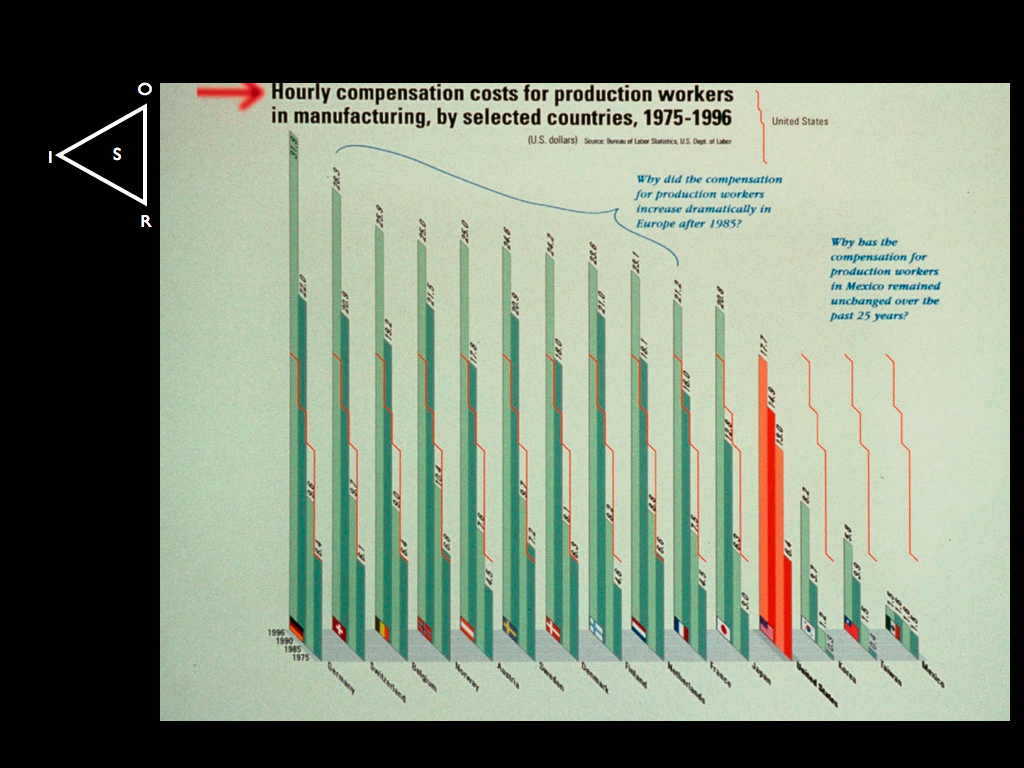 O
I
S
R
Hourly compensation costs for production workers
in manufacturing, by selected countries, 1975-1996
(U.S. dollars) Source: Bureau of Labor Statistics, U.S. Dept. of Labor
United States
Why did the compensation
for production workers
increase dramatically in
Europe after 1985?
Why has the
compensation for
production workers
in Mexico remained
unchanged over the
past 25 years?
22.0 9.6 6.4
28.3 20.9 9.7 6.1
25.9 19.2 9.0 6.4
25.0 21.5 10.4 6.8
25.0 17.8 7.6 4.5
24.6 20.9 9.7 7.2
24.2 18.0 8.1 6.3
23.6 21.0 8.2 4.6
23.1 18.1 8.8 6.6
21.2 16.0 7.5 4.5
20.8 12.8 6.3 3.0
17.7 14.9 13.0 6.4
8.2 3.7 1.2 0.3
5.8 3.9 1.5 0.4
1996
1990
1985
1975
Germany
Switzerland
Belgium
Norway
Austria
Sweden
Denmark
Finland
Netherlands
France
Japan
United States
Korea
Taiwan
Mexico